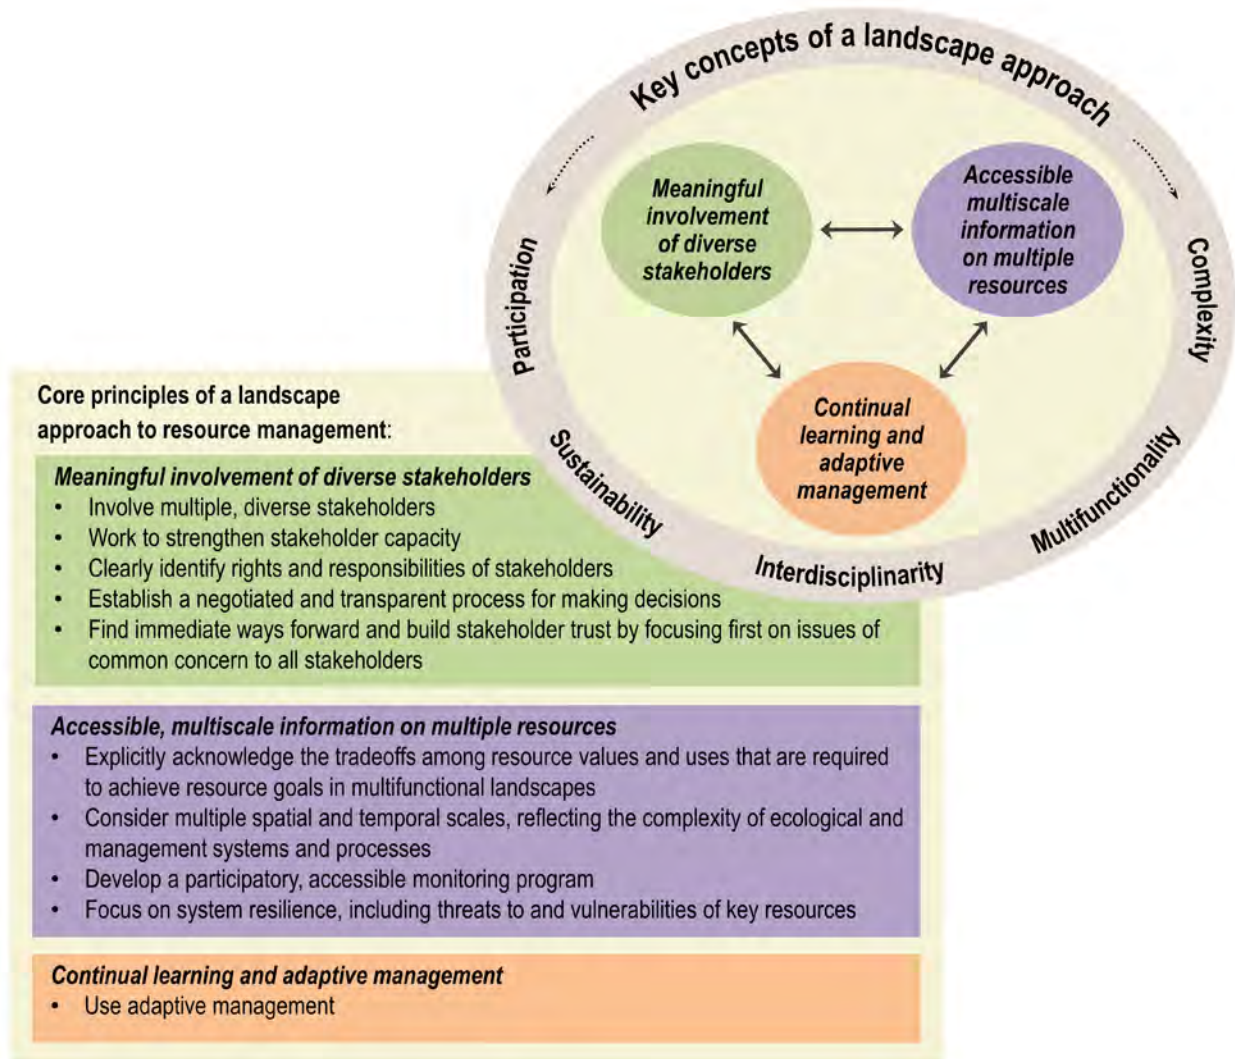 Key concepts of a landscape approach
Meaningful
involvement
of diverse
stakeholders
Accessible
multiscale
information
on multiple
resources
Continual
learning and
adaptive
management
Participation
Sustainability
Interdisciplinarity
Multifunctionality
Complexity
Core principles of a landscape
approach to resource management:
Meaningful involvement of diverse stakeholders
• Involve multiple, diverse stakeholders
• Work to strengthen stakeholder capacity
• Clearly identify rights and responsibilities of stakeholders
• Establish a negotiated and transparent process for making decisions
• Find immediate ways forward and build stakeholder trust by focusing first on issues of
common concern to all stakeholders
Accessible, multiscale information on multiple resources
• Explicitly acknowledge the tradeoffs among resource values and uses that are required
to achieve resource goals in multifunctional landscapes
• Consider multiple spatial and temporal scales, reflecting the complexity of ecological and
management systems and processes
• Develop a participatory, accessible monitoring program
• Focus on system resilience, including threats to and vulnerabilities of key resources
Continual learning and adaptive management
• Use adaptive management